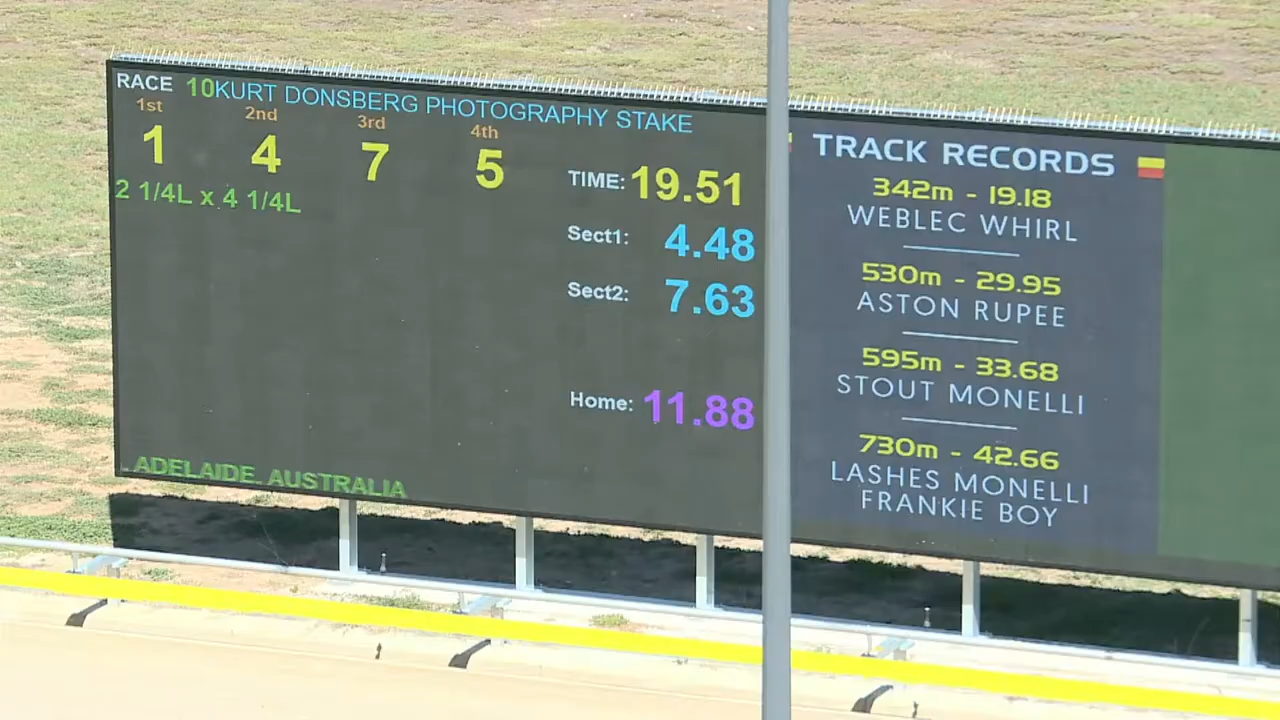 RACE 10KURT DONSBERG PHOTOGRAPHY STAKE
1st 2nd 3rd 4th
1 4 7 5
2 1/4L x 4 1/4L
TIME: 19.51
Sect1: 4.48
Sect2: 7.63
Home: 11.88
ADELAIDE, AUSTRALIA
TRACK RECORDS
342m - 19.18
WEBLEC WHIRL
530m - 29.95
ASTON RUPEE
595m - 33.68
STOUT MONELLI
730m - 42.66
LASHES MONELLI
FRANKIE BOY